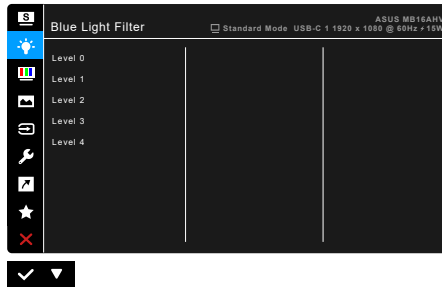 S
Blue Light Filter
ASUS MB16AHV
Standard Mode USB-C 1 1920 x 1080 @ 60Hz ⚡15W
Level 0
Level 1
Level 2
Level 3
Level 4